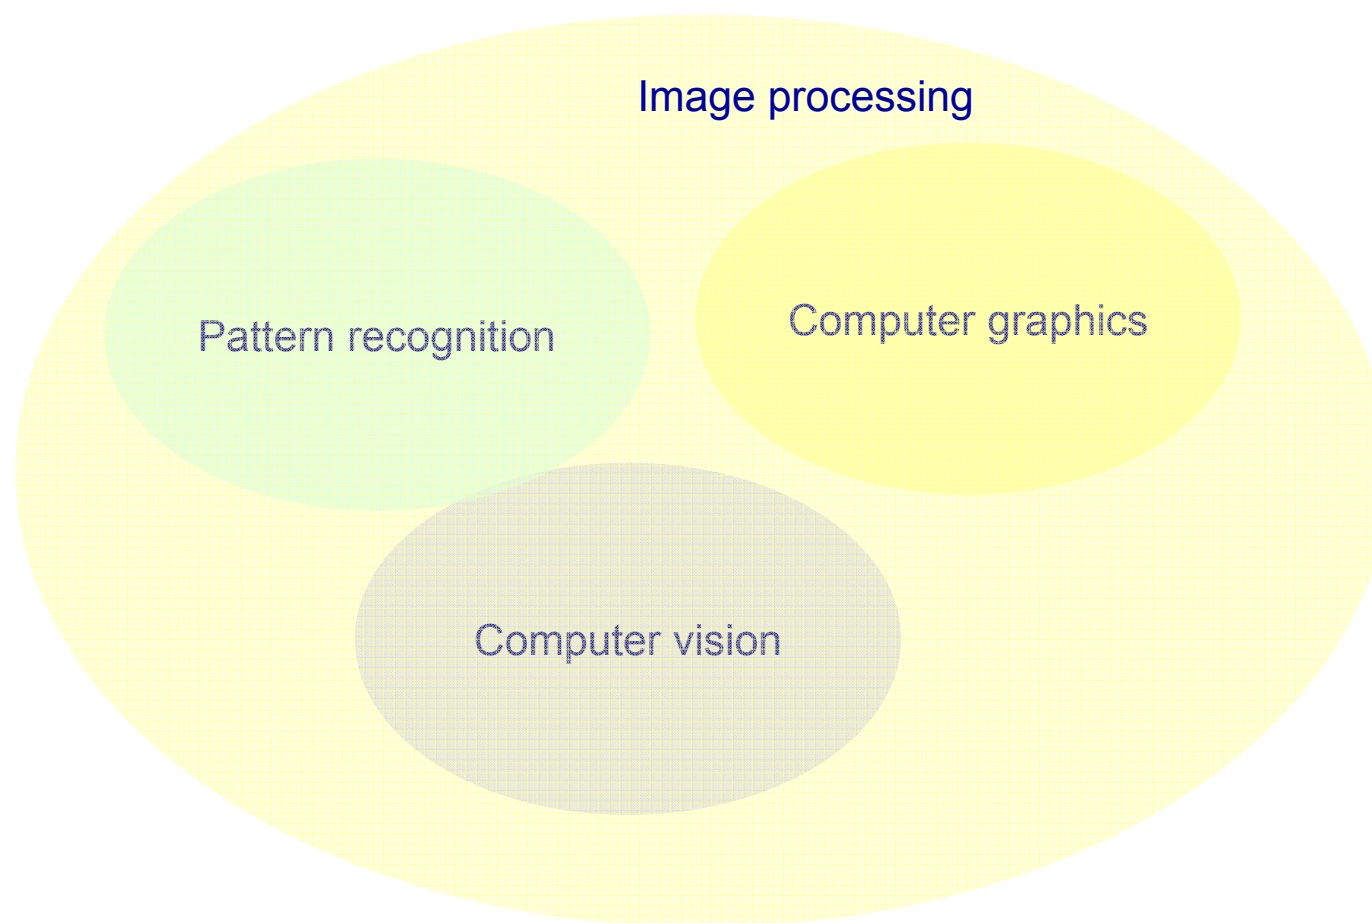 Image processing
Pattern recognition
Computer graphics
Computer vision